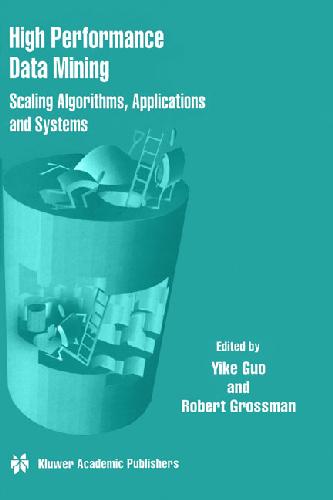 High Performance
Data Mining
Scaling Algorithms, Applications
and Systems
Edited by
Yike Guo
and
Robert Grossman
Kluwer Academic Publishers